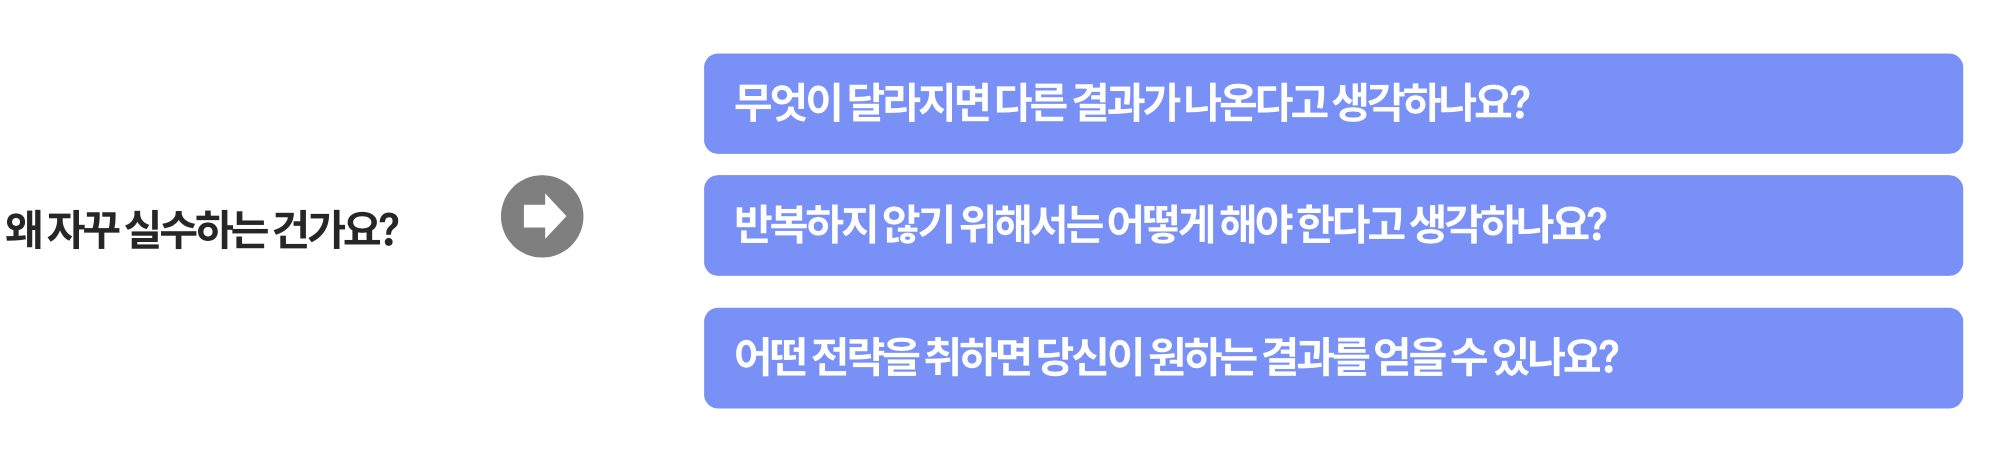 왜 자꾸 실수하는 건가요?
무엇이 달라지면 다른 결과가 나온다고 생각하나요?
반복하지 않기 위해서는 어떻게 해야 한다고 생각하나요?
어떤 전략을 취하면 당신이 원하는 결과를 얻을 수 있나요?